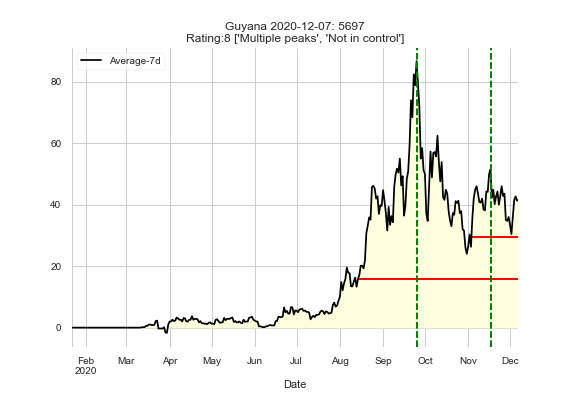 Guyana 2020-12-07: 5697
Rating:8 ['Multiple peaks', 'Not in control']
Average-7d
80
60
40
20
0
Feb Mar Apr May Jun Jul Aug Sep Oct Nov Dec
2020
Date